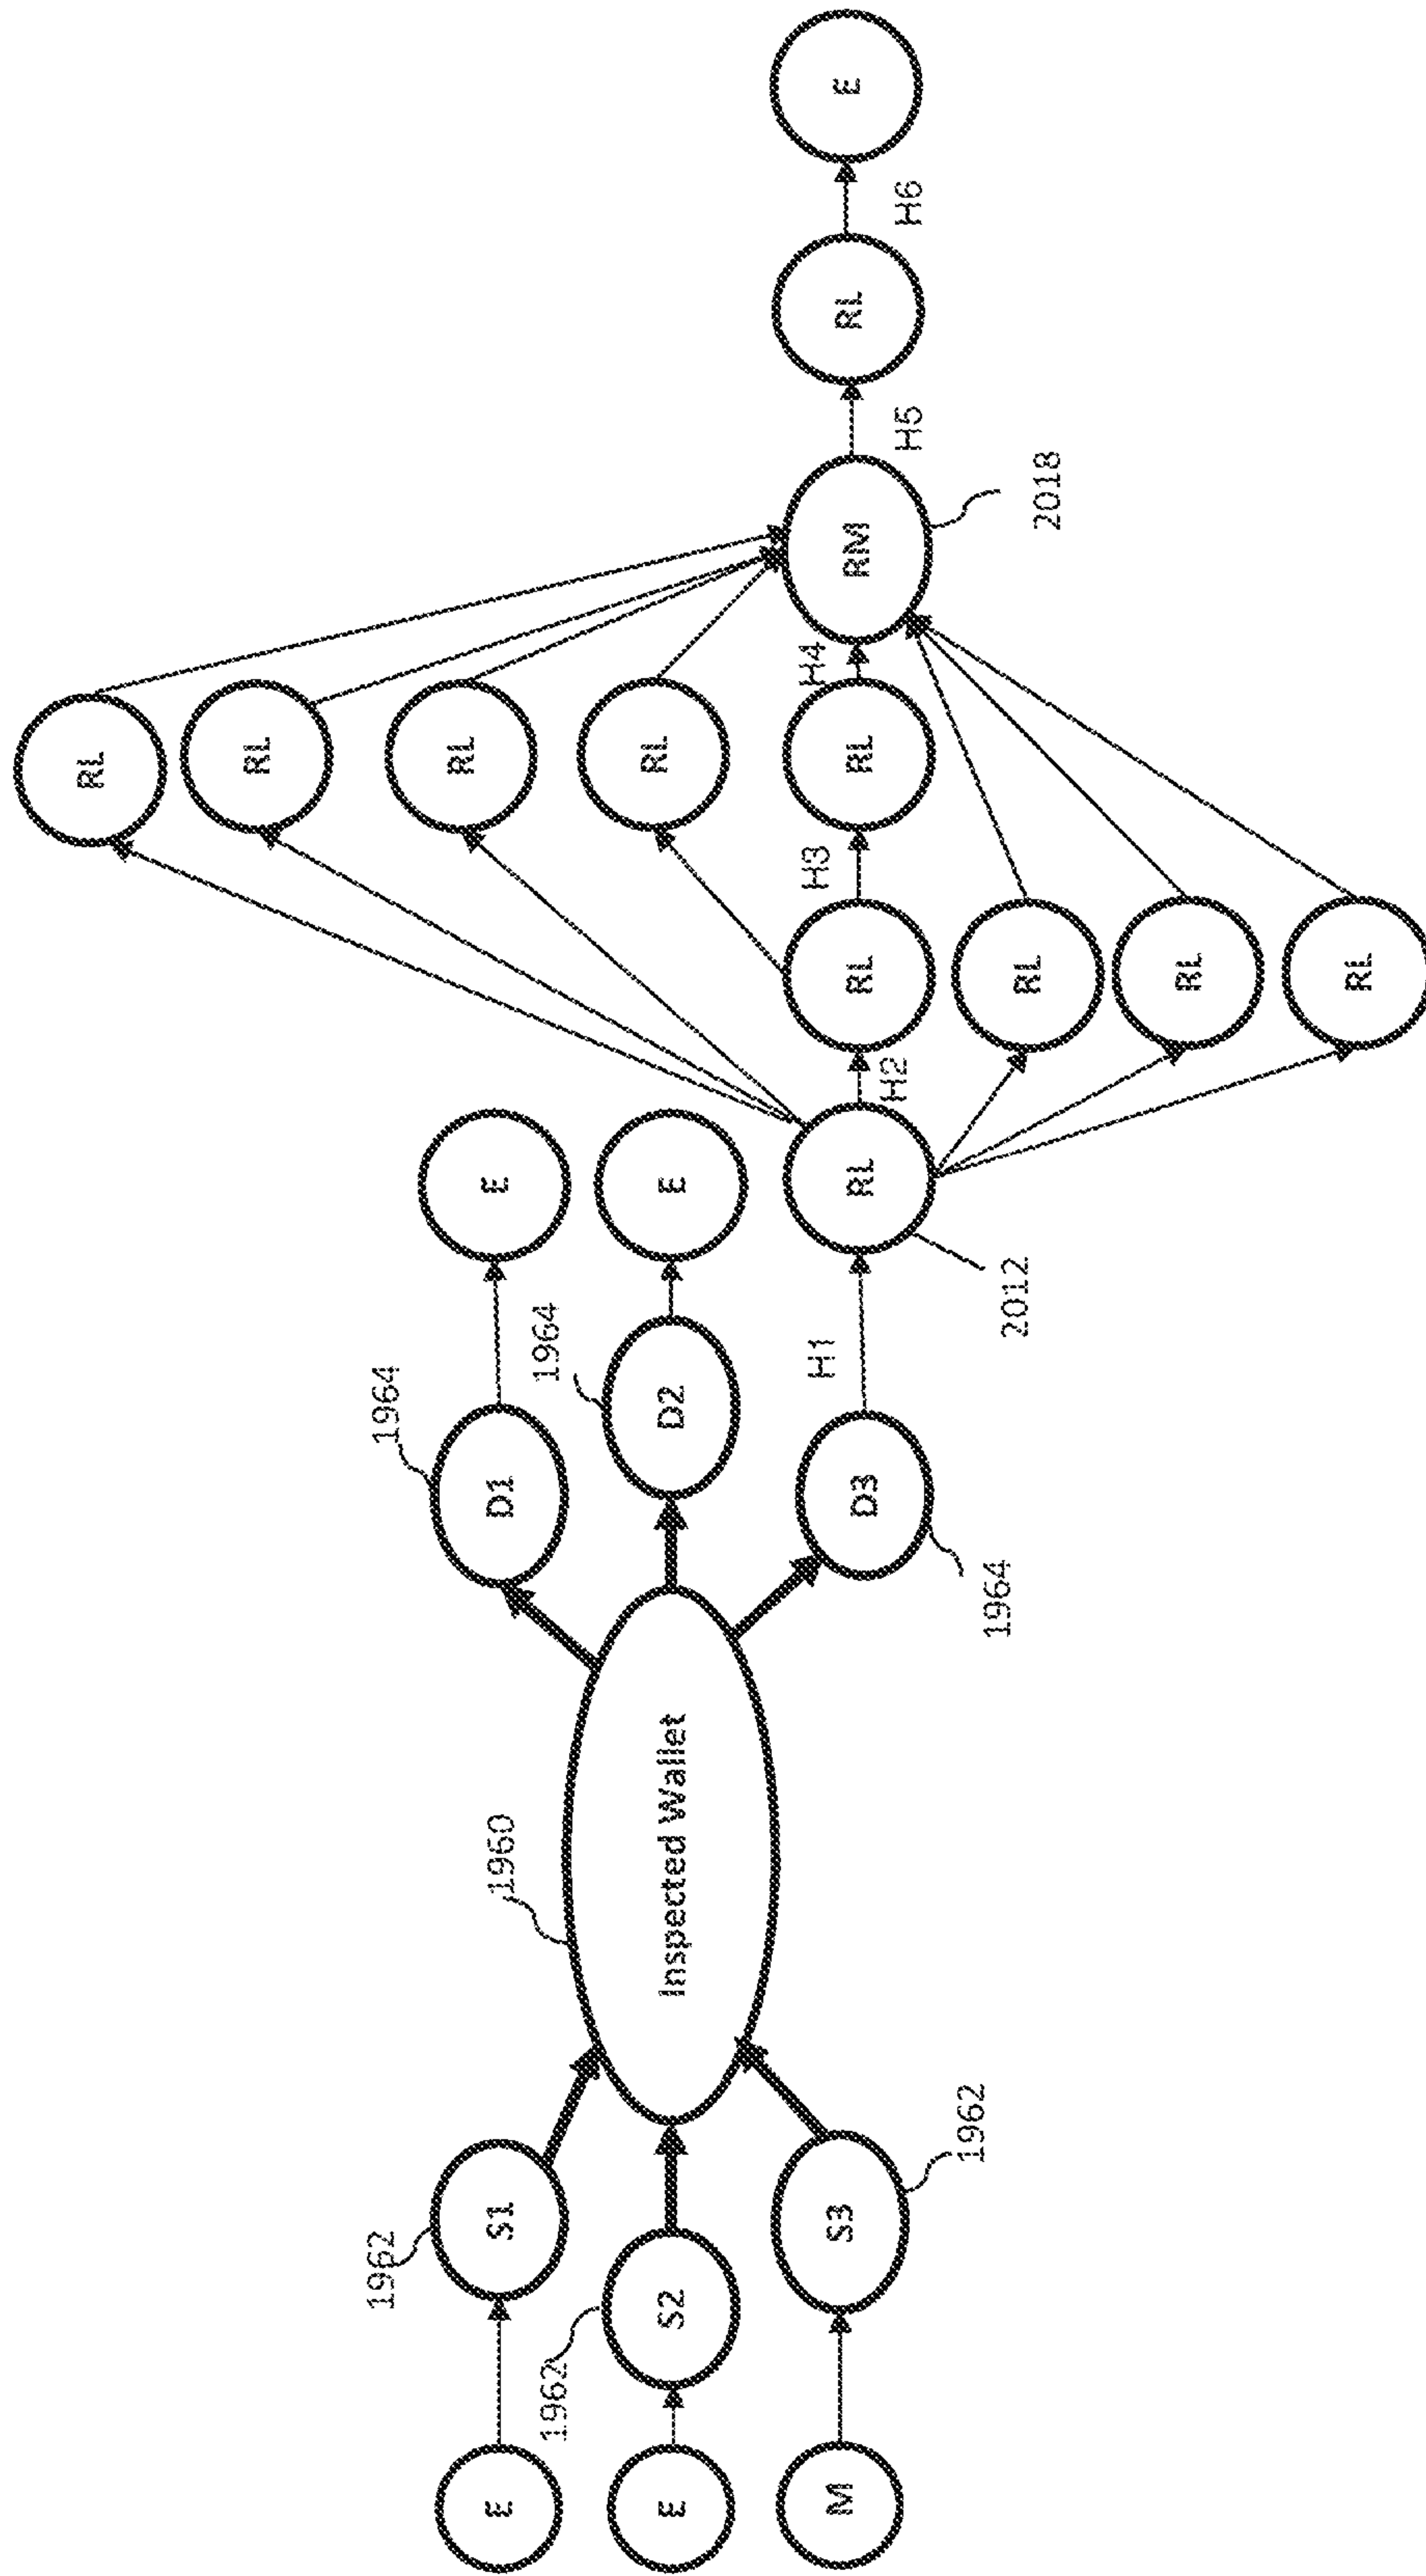 E
E
M
1962
S1
1962
S2
S3
1962
1960
Inspected Wallet
1964
D1
1964
D2
D3
1964
E
E
H1
RL
2012
H2
RL
RL
RL
RL
H3
RL
RL
RL
RL
RL
H4
RM
2018
H5
RL
H6
E